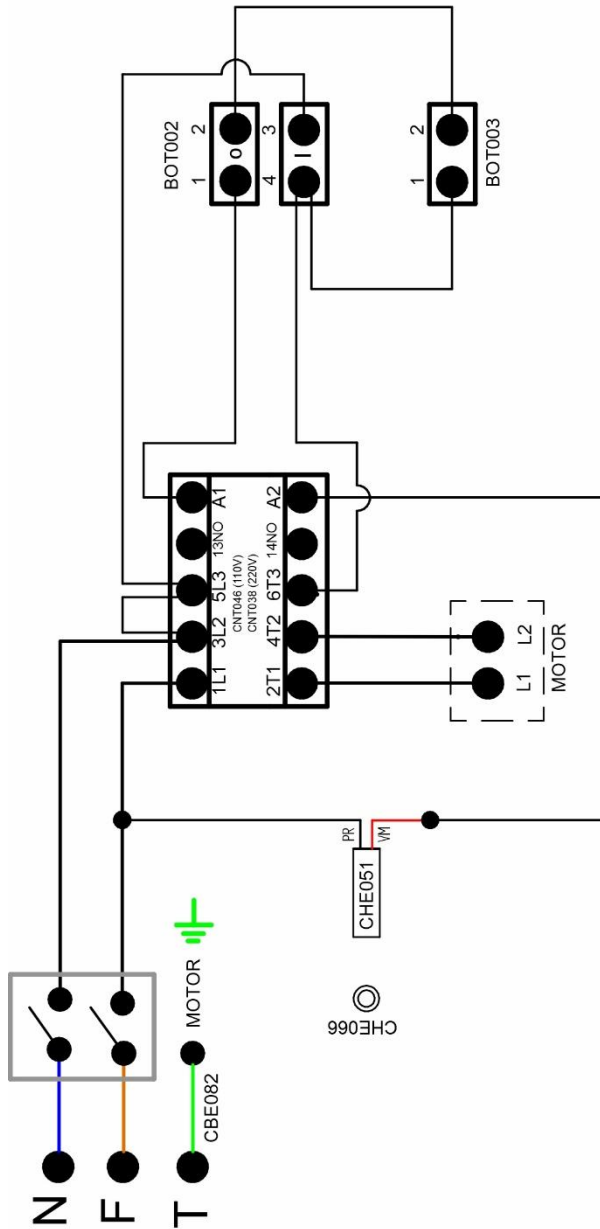 BOT002
1 2
O
4 3
I
1 2
BOT003
1L1 3L2 5L3 13NO A1
CNT046 (110V)
CNT038 (220V)
2T1 4T2 6T3 14NO A2
L1 L2
MOTOR
PR
VM
CHE051
CHE066
N
F
T
CBE082
MOTOR